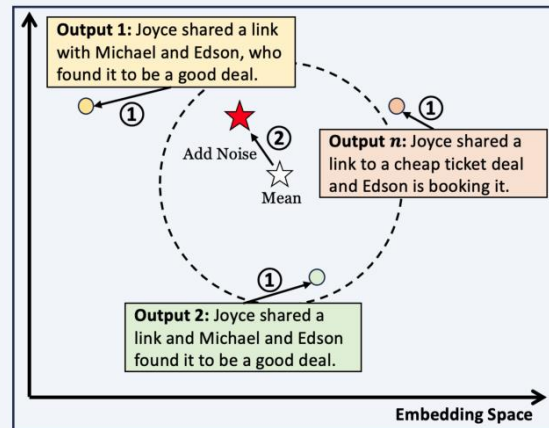 Output 1: Joyce shared a link
with Michael and Edson, who
found it to be a good deal.
①
①
②
Add Noise
Mean
Output n: Joyce shared a
link to a cheap ticket deal
and Edson is booking it.
①
Output 2: Joyce shared a
link and Michael and Edson
found it to be a good deal.
Embedding Space